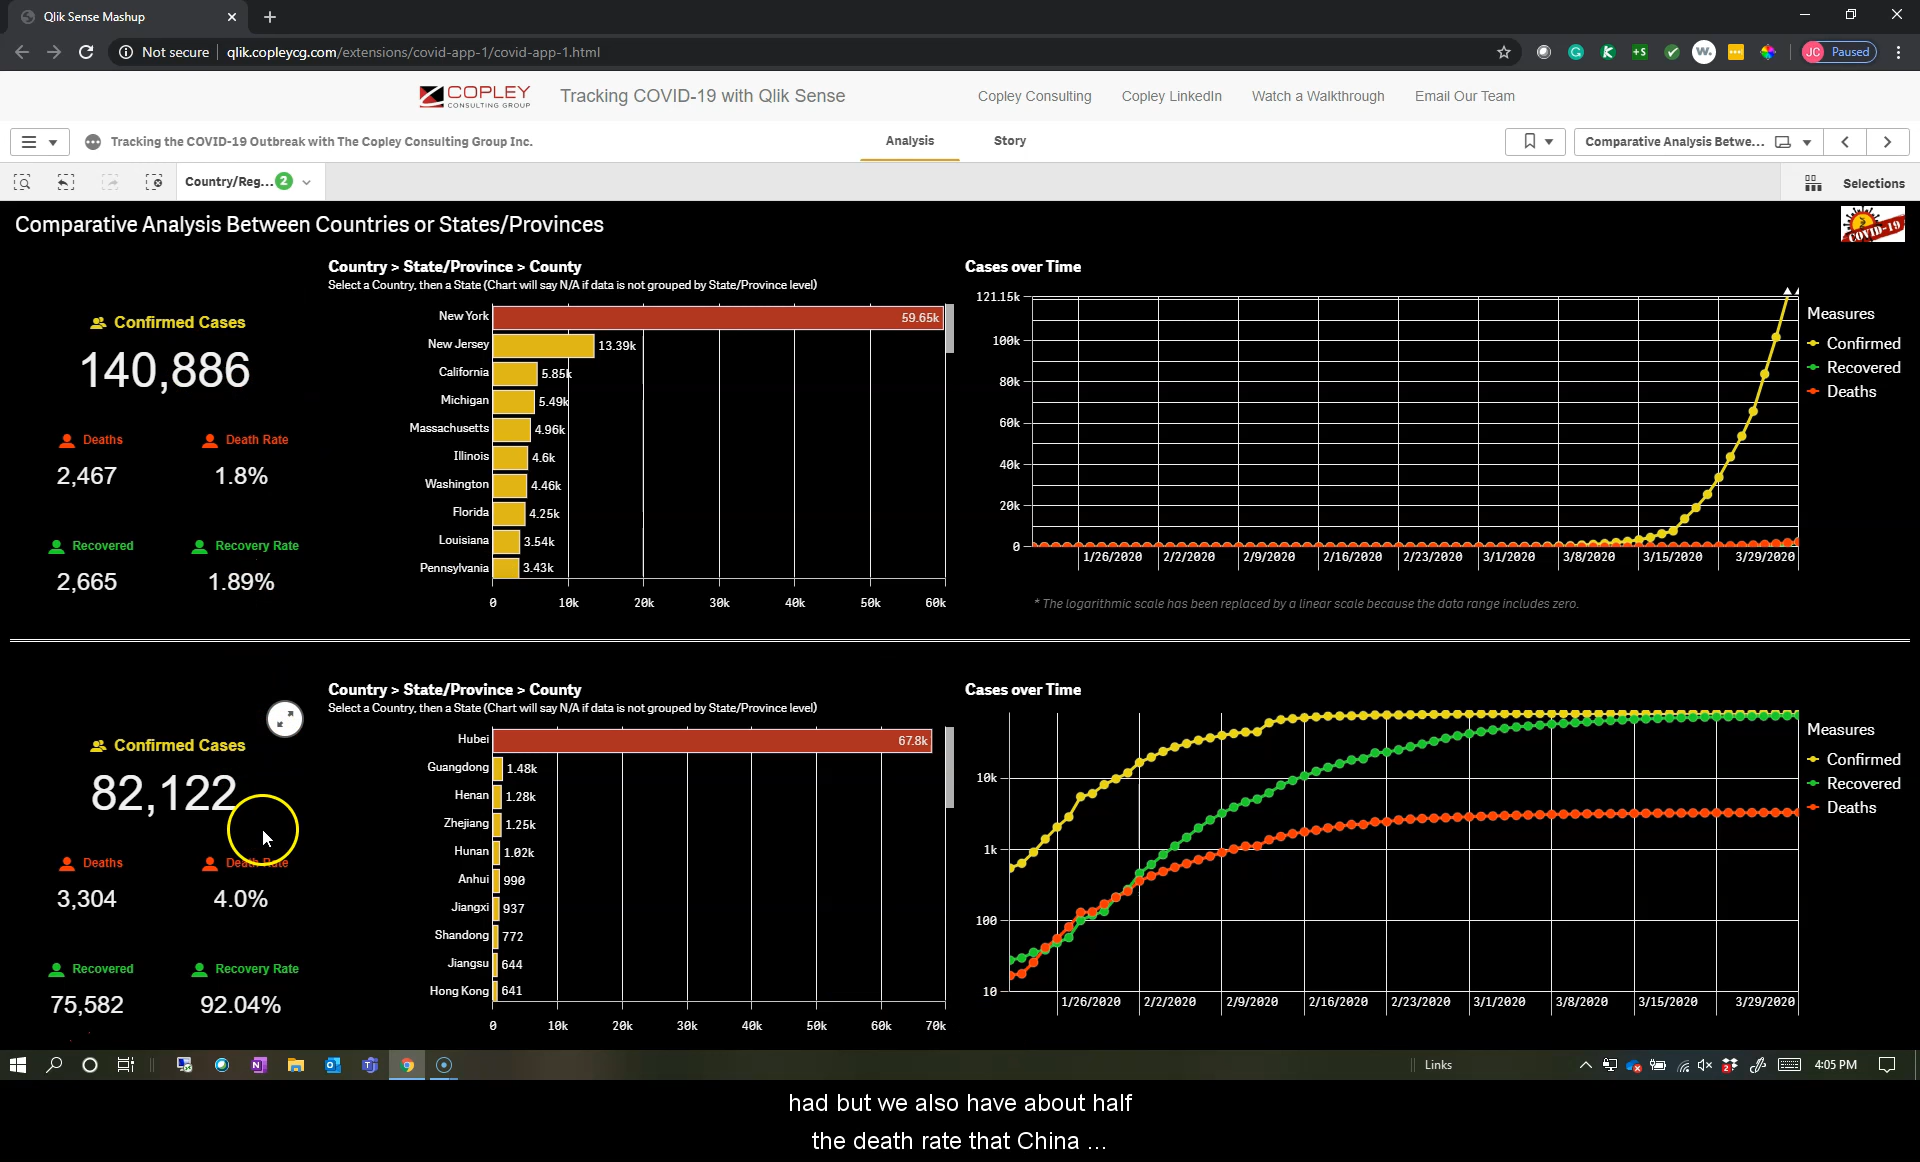 Qlik Sense Mashup
Not secure
qlik.copleycg.com/extensions/covid-app-1/covid-app-1.html
JC
Paused
COPLEY
CONSULTING GROUP
Tracking COVID-19 with Qlik Sense
Copley Consulting
Copley LinkedIn
Watch a Walkthrough
Email Our Team
Tracking the COVID-19 Outbreak with The Copley Consulting Group Inc.
Analysis
Story
Comparative Analysis Betwe...
Country/Reg... 2
Selections
Comparative Analysis Between Countries or States/Provinces
COVID-19
Country > State/Province > County
Select a Country, then a State (Chart will say N/A if data is not grouped by State/Province level)
Confirmed Cases
140,886
Deaths
Death Rate
2,467
1.8%
Recovered
Recovery Rate
2,665
1.89%
New York 59.65k
New Jersey 13.39k
California 5.85k
Michigan 5.49k
Massachusetts 4.96k
Illinois 4.6k
Washington 4.46k
Florida 4.25k
Louisiana 3.54k
Pennsylvania 3.43k
0 10k 20k 30k 40k 50k 60k
Cases over Time
121.15k
100k
80k
60k
40k
20k
0
1/26/2020 2/2/2020 2/9/2020 2/16/2020 2/23/2020 3/1/2020 3/8/2020 3/15/2020 3/29/2020
* The logarithmic scale has been replaced by a linear scale because the data range includes zero.
Measures
Confirmed
Recovered
Deaths
Country > State/Province > County
Select a Country, then a State (Chart will say N/A if data is not grouped by State/Province level)
Confirmed Cases
82,122
Deaths
Death Rate
3,304
4.0%
Recovered
Recovery Rate
75,582
92.04%
Hubei 67.8k
Guangdong 1.48k
Henan 1.28k
Zhejiang 1.25k
Hunan 1.02k
Anhui 990
Jiangxi 937
Shandong 772
Jiangsu 644
Hong Kong 641
0 10k 20k 30k 40k 50k 60k 70k
Cases over Time
10k
1k
100
10
1/26/2020 2/2/2020 2/9/2020 2/16/2020 2/23/2020 3/1/2020 3/8/2020 3/15/2020 3/29/2020
Measures
Confirmed
Recovered
Deaths
Links
4:05 PM
had but we also have about half
the death rate that China ...